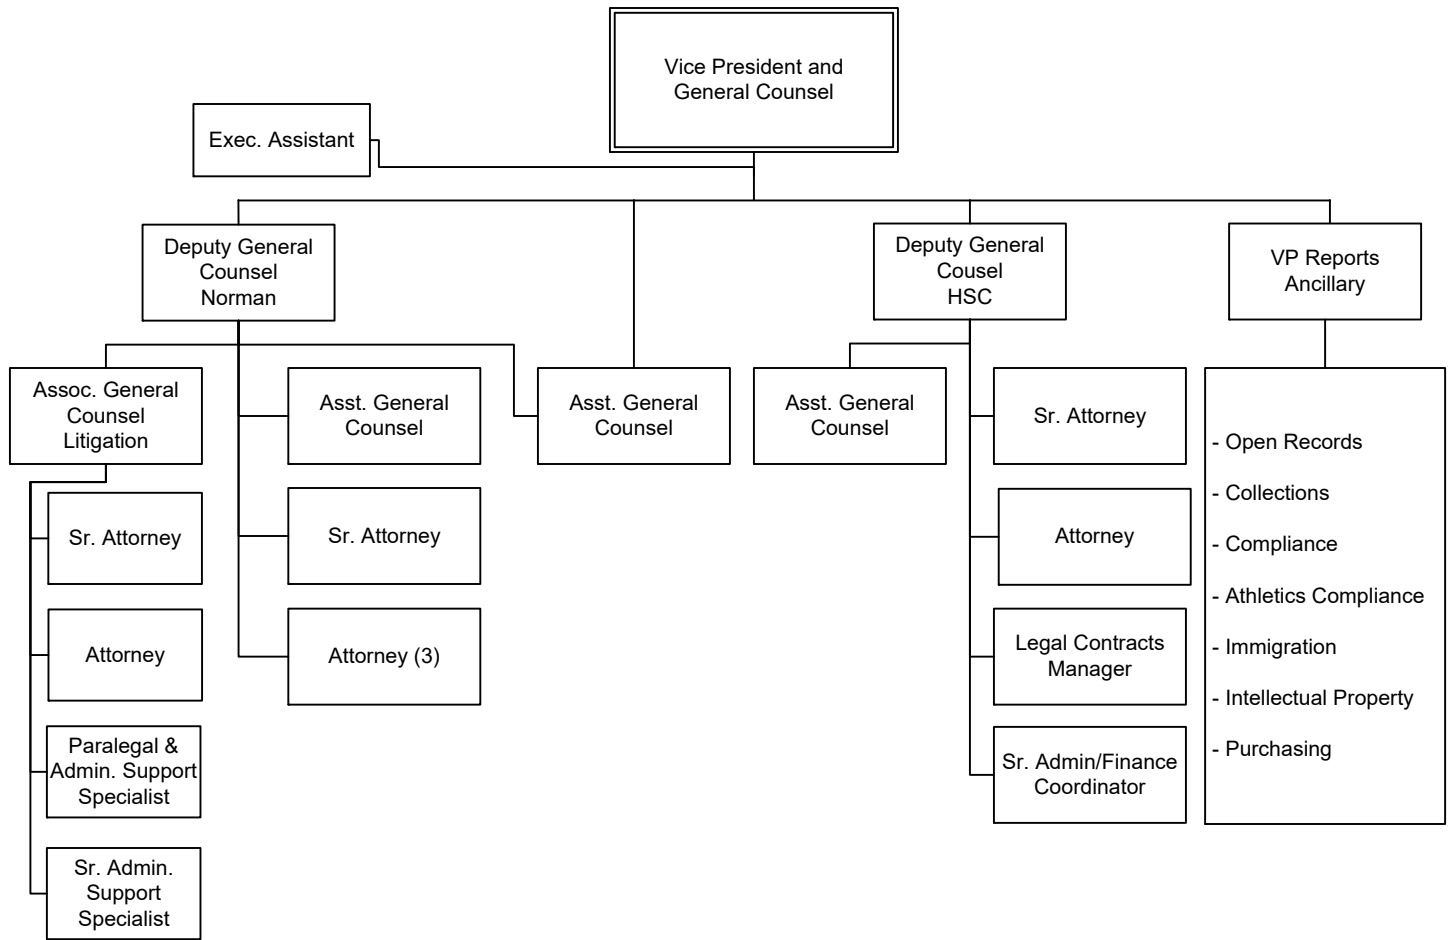 Vice President and
General Counsel
Exec. Assistant
Deputy General
Counsel
Norman
Deputy General
Cousel
HSC
VP Reports
Ancillary
Assoc. General
Counsel
Litigation
Asst. General
Counsel
Asst. General
Counsel
Asst. General
Counsel
Sr. Attorney
- Open Records
- Collections
- Compliance
- Athletics Compliance
- Immigration
- Intellectual Property
- Purchasing
Sr. Attorney
Sr. Attorney
Attorney
Attorney
Attorney (3)
Legal Contracts
Manager
Paralegal &
Admin. Support
Specialist
Sr. Admin/Finance
Coordinator
Sr. Admin.
Support
Specialist